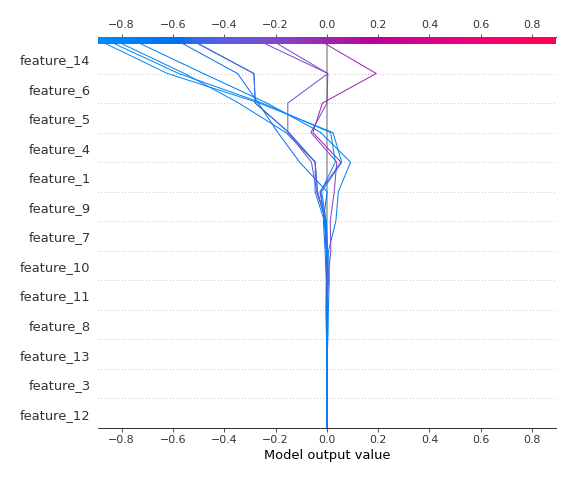 −0.8 −0.6 −0.4 −0.2 0.0 0.2 0.4 0.6 0.8
feature_14
feature_6
feature_5
feature_4
feature_1
feature_9
feature_7
feature_10
feature_11
feature_8
feature_13
feature_3
feature_12
−0.8 −0.6 −0.4 −0.2 0.0 0.2 0.4 0.6 0.8
Model output value